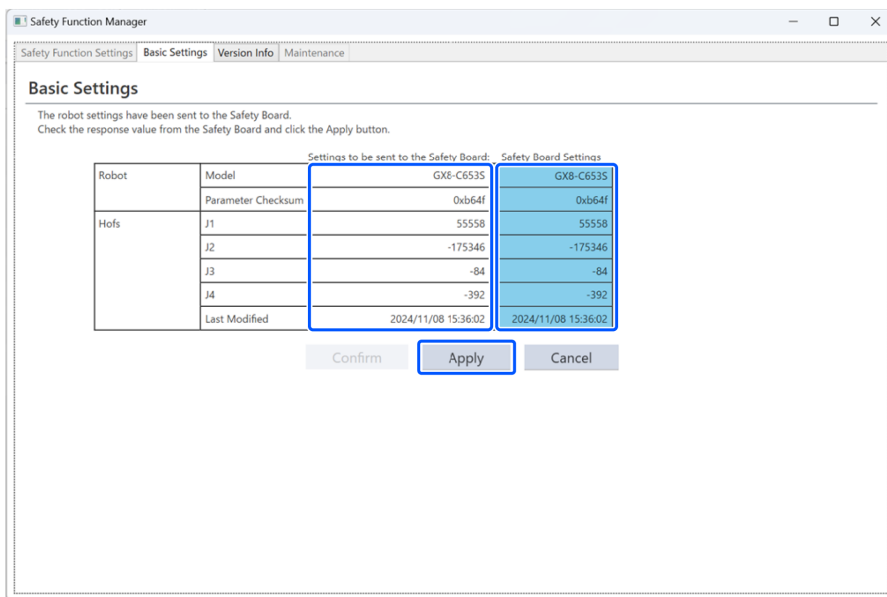 Safety Function Manager
Safety Function Settings Basic Settings Version Info Maintenance
Basic Settings
The robot settings have been sent to the Safety Board.
Check the response value from the Safety Board and click the Apply button.
Settings to be sent to the Safety Board: Safety Board Settings
Robot Model GX8-C653S GX8-C653S
Parameter Checksum 0xb64f 0xb64f
Hofs J1 55558 55558
J2 -175346 -175346
J3 -84 -84
J4 -392 -392
Last Modified 2024/11/08 15:36:02 2024/11/08 15:36:02
Confirm Apply Cancel